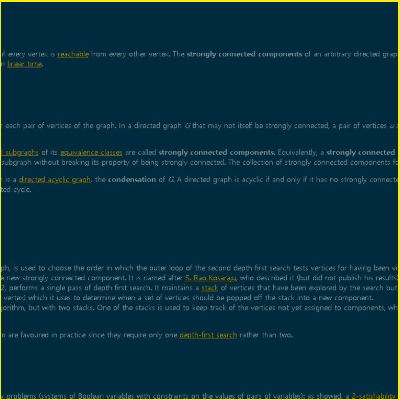 if every vertex is reachable from every other vertex. The strongly connected components of an arbitrary directed grap
n linear time.
n each pair of vertices of the graph. In a directed graph G that may not itself be strongly connected, a pair of vertices u
d subgraphs of its equivalence classes are called strongly connected components. Equivalently, a strongly connected
subgraph without breaking its property of being strongly connected. The collection of strongly connected components fo
is a directed acyclic graph, the condensation of G. A directed graph is acyclic if and only if it has no strongly connecte
ted cycle.
ph, is used to choose the order in which the outer loop of the second depth first search tests vertices for having been vi
a new strongly connected component. It is named after S. Rao Kosaraju, who described it (but did not publish his results)
2, performs a single pass of depth first search. It maintains a stack of vertices that have been explored by the search but
vertex) which it uses to determine when a set of vertices should be popped off the stack into a new component.
gorithm, but with two stacks. One of the stacks is used to keep track of the vertices not yet assigned to components, wh
m are favoured in practice since they require only one depth-first search rather than two.
y problems (systems of Boolean variables with constraints on the values of pairs of variables): as showed, a 2-satisfiability